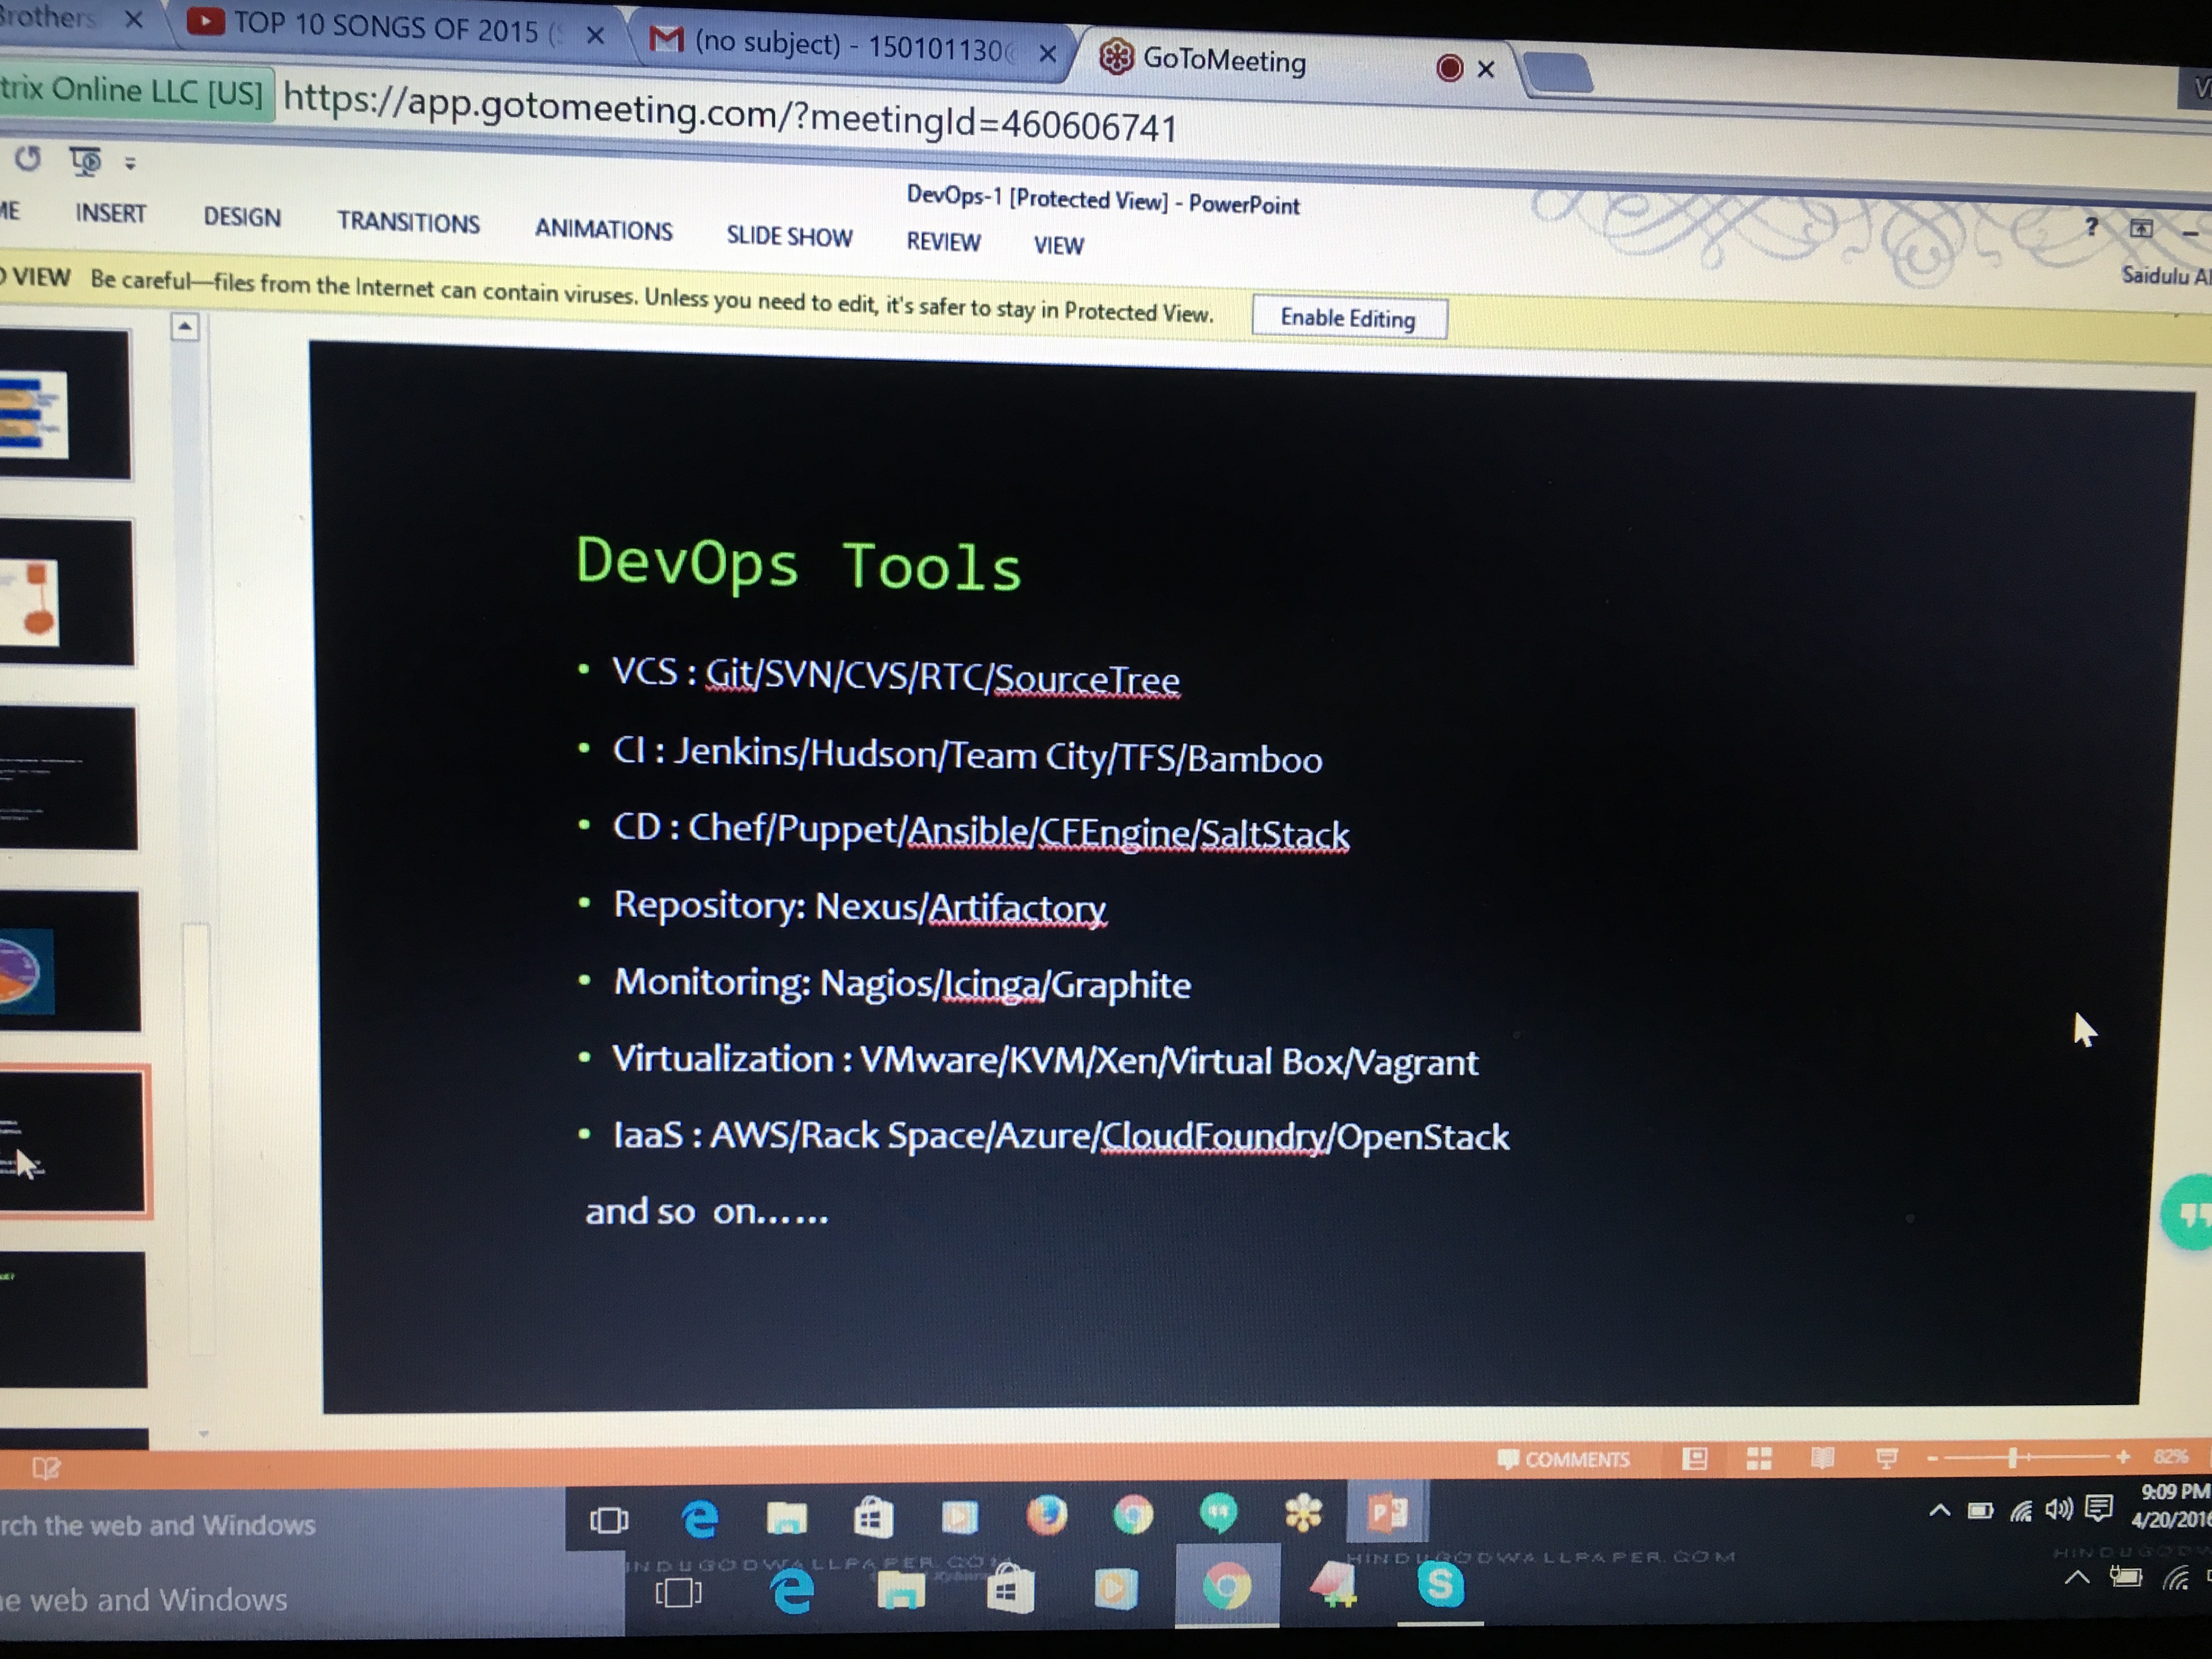 Brothers
TOP 10 SONGS OF 2015 (
(no subject) - 150101130
GoToMeeting
trix Online LLC [US]
https://app.gotomeeting.com/?meetingId=460606741
DevOps-1 [Protected View] - PowerPoint
INSERT DESIGN TRANSITIONS ANIMATIONS SLIDE SHOW REVIEW VIEW
?
Saidulu Al
VIEW Be careful—files from the Internet can contain viruses. Unless you need to edit, it's safer to stay in Protected View.
Enable Editing
DevOps Tools
• VCS : Git/SVN/CVS/RTC/SourceTree
• CI : Jenkins/Hudson/Team City/TFS/Bamboo
• CD : Chef/Puppet/Ansible/CFEngine/SaltStack
• Repository: Nexus/Artifactory
• Monitoring: Nagios/Icinga/Graphite
• Virtualization : VMware/KVM/Xen/Virtual Box/Vagrant
• IaaS : AWS/Rack Space/Azure/CloudFoundry/OpenStack
and so on......
COMMENTS
82%
rch the web and Windows
9:09 PM
4/20/2016
INDUGODWALLPAPER.CO
HINDUGODWALLPAPER.COM
e web and Windows